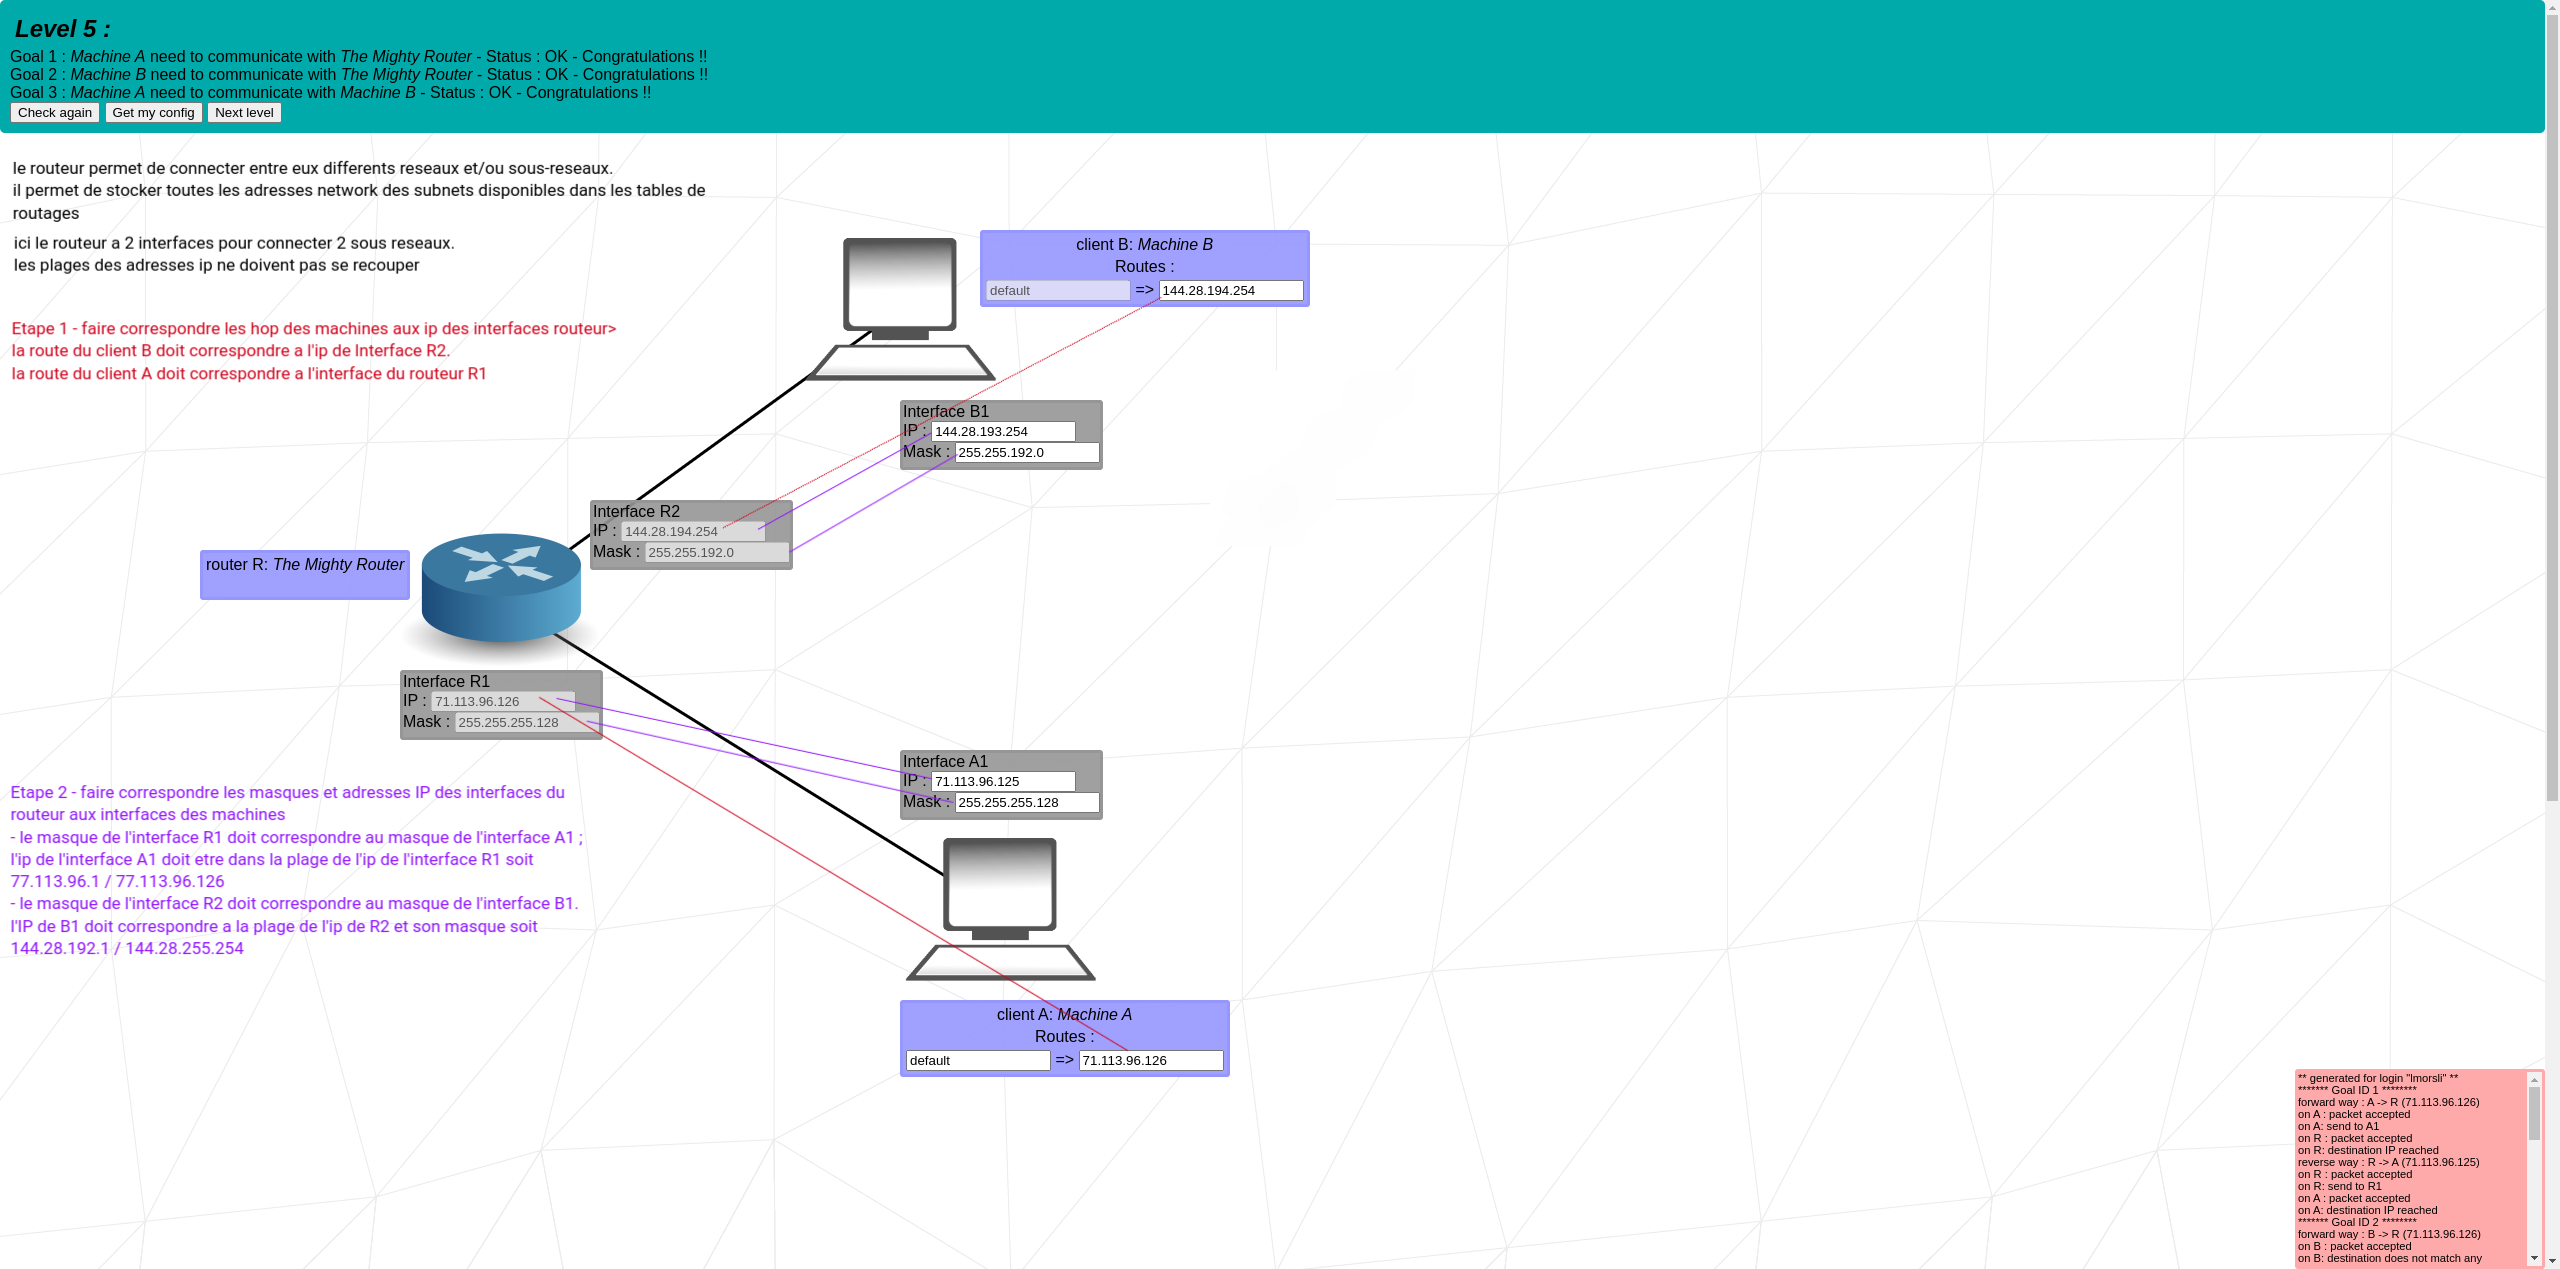 Level 5 :
Goal 1 : Machine A need to communicate with The Mighty Router - Status : OK - Congratulations !!
Goal 2 : Machine B need to communicate with The Mighty Router - Status : OK - Congratulations !!
Goal 3 : Machine A need to communicate with Machine B - Status : OK - Congratulations !!
Check again Get my config Next level
le routeur permet de connecter entre eux differents reseaux et/ou sous-reseaux.
il permet de stocker toutes les adresses network des subnets disponibles dans les tables de
routages
ici le routeur a 2 interfaces pour connecter 2 sous reseaux.
les plages des adresses ip ne doivent pas se recouper
client B: Machine B
Routes :
default => 144.28.194.254
Etape 1 - faire correspondre les hop des machines aux ip des interfaces routeur>
la route du client B doit correspondre a l'ip de Interface R2.
la route du client A doit correspondre a l'interface du routeur R1
Interface B1
IP : 144.28.193.254
Mask : 255.255.192.0
Interface R2
IP : 144.28.194.254
Mask : 255.255.192.0
router R: The Mighty Router
Interface R1
IP : 71.113.96.126
Mask : 255.255.255.128
Interface A1
IP : 71.113.96.125
Mask : 255.255.255.128
Etape 2 - faire correspondre les masques et adresses IP des interfaces du
routeur aux interfaces des machines
- le masque de l'interface R1 doit correspondre au masque de l'interface A1 ;
l'ip de l'interface A1 doit etre dans la plage de l'ip de l'interface R1 soit
77.113.96.1 / 77.113.96.126
- le masque de l'interface R2 doit correspondre au masque de l'interface B1.
l'IP de B1 doit correspondre a la plage de l'ip de R2 et son masque soit
144.28.192.1 / 144.28.255.254
client A: Machine A
Routes :
default => 71.113.96.126
** generated for login "lmorsli" **
******* Goal ID 1 ********
forward way : A -> R (71.113.96.126)
on A : packet accepted
on A: send to A1
on R : packet accepted
on R: destination IP reached
reverse way : R -> A (71.113.96.125)
on R : packet accepted
on R: send to R1
on A : packet accepted
on A: destination IP reached
******* Goal ID 2 ********
forward way : B -> R (71.113.96.126)
on B : packet accepted
on B: destination does not match any